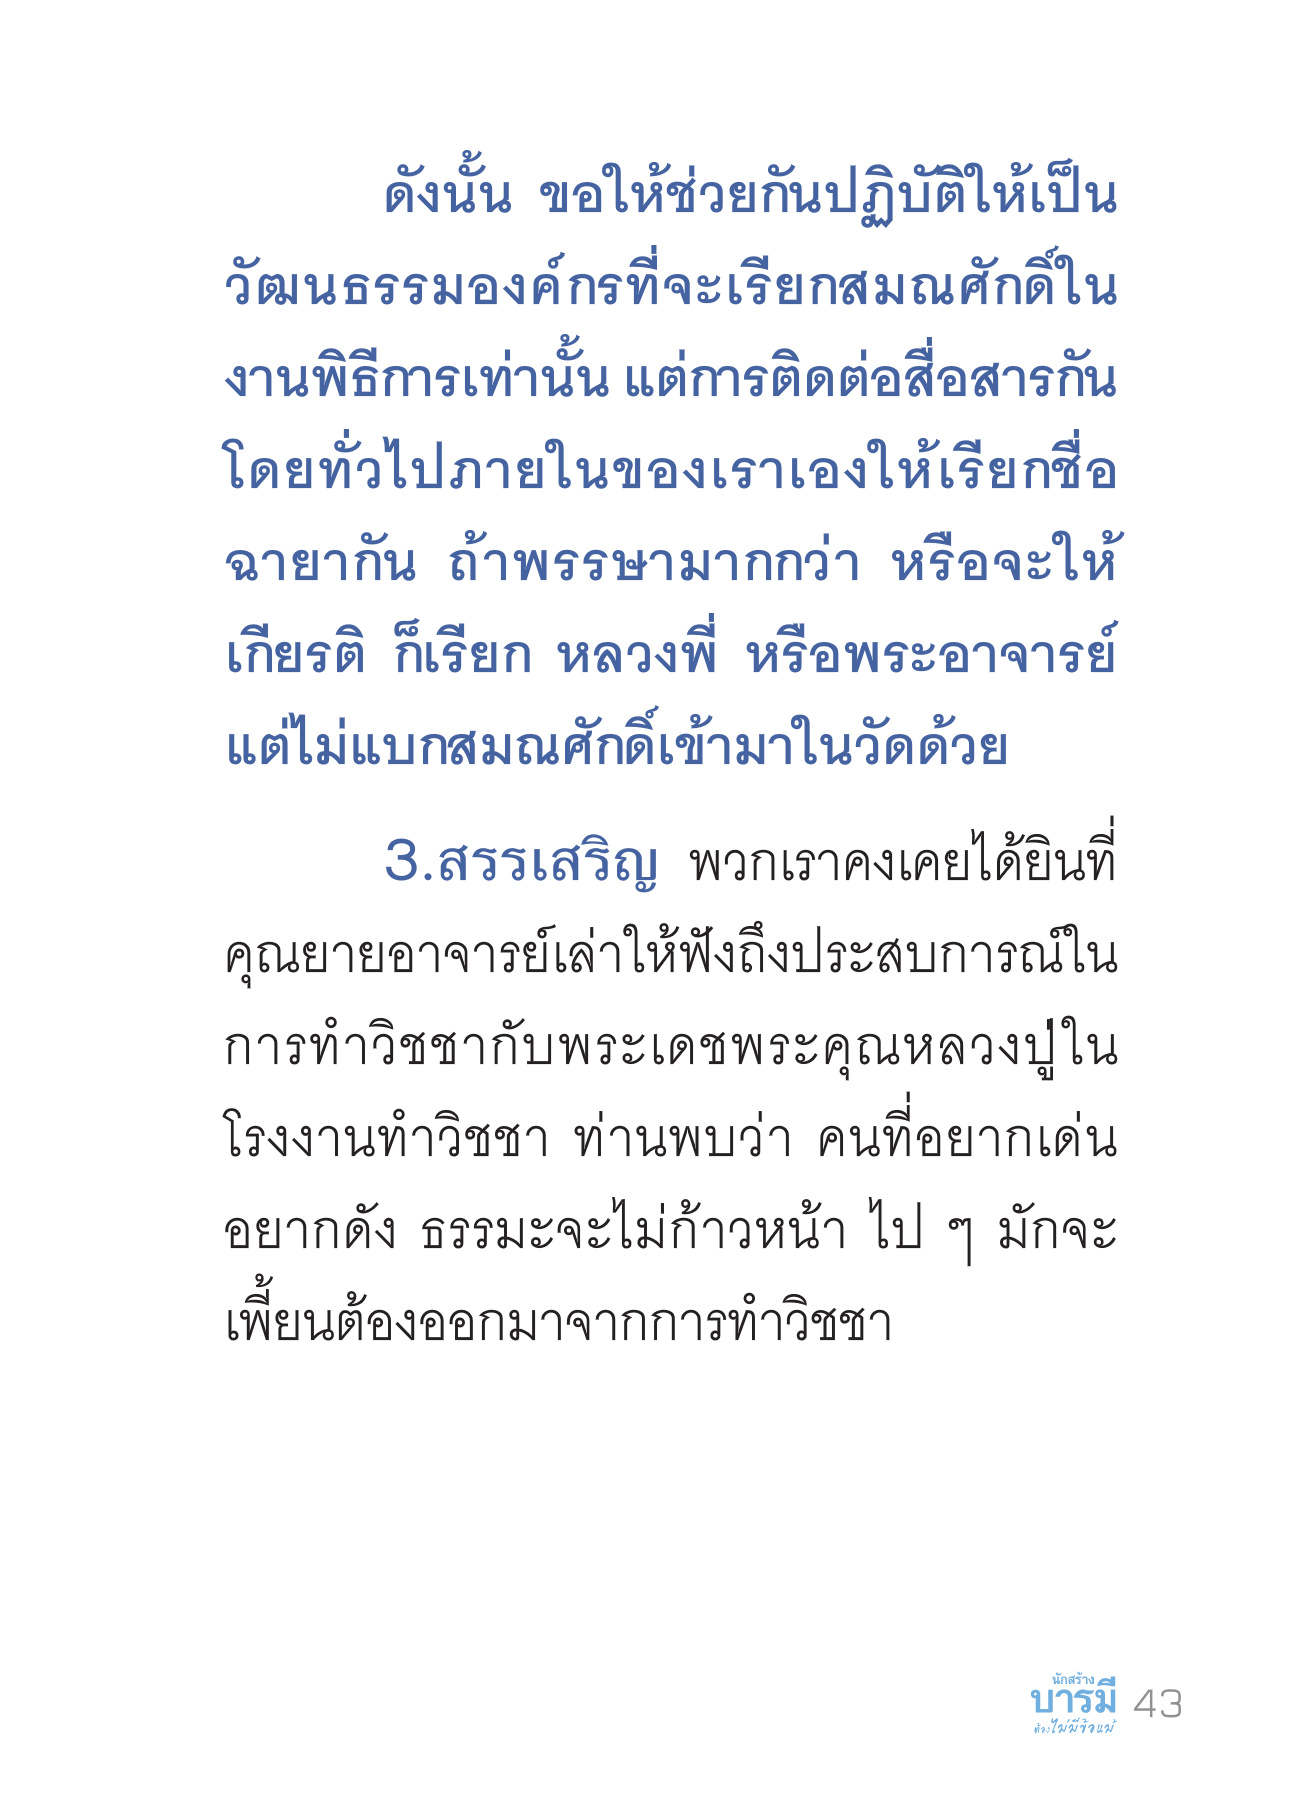 ดังนั้น ขอให้ช่วยกันปฏิบัติให้เป็น
วัฒนธรรมองค์กรที่จะเรียกสมณศักดิ์ใน
งานพิธีการเท่านั้น แต่การติดต่อสื่อสารกัน
โดยทั่วไปภายในของเราเองให้เรียกชื่อ
ฉายากัน ถ้าพรรษามากกว่า หรือจะให้
เกียรติ ก็เรียก หลวงพี่ หรือพระอาจารย์
แต่ไม่แบกสมณศักดิ์เข้ามาในวัดด้วย
3.สรรเสริญ พวกเราคงเคยได้ยินที่
คุณยายอาจารย์เล่าให้ฟังถึงประสบการณ์ใน
การทำวิชชากับพระเดชพระคุณหลวงปู่ใน
โรงงานทำวิชชา ท่านพบว่า คนที่อยากเด่น
อยากดัง ธรรมะจะไม่ก้าวหน้า ไป ๆ มักจะ
เพี้ยนต้องออกมาจากการทำวิชชา
นักสร้าง
บารมี
ต้องไม่มีข้อแม้
43